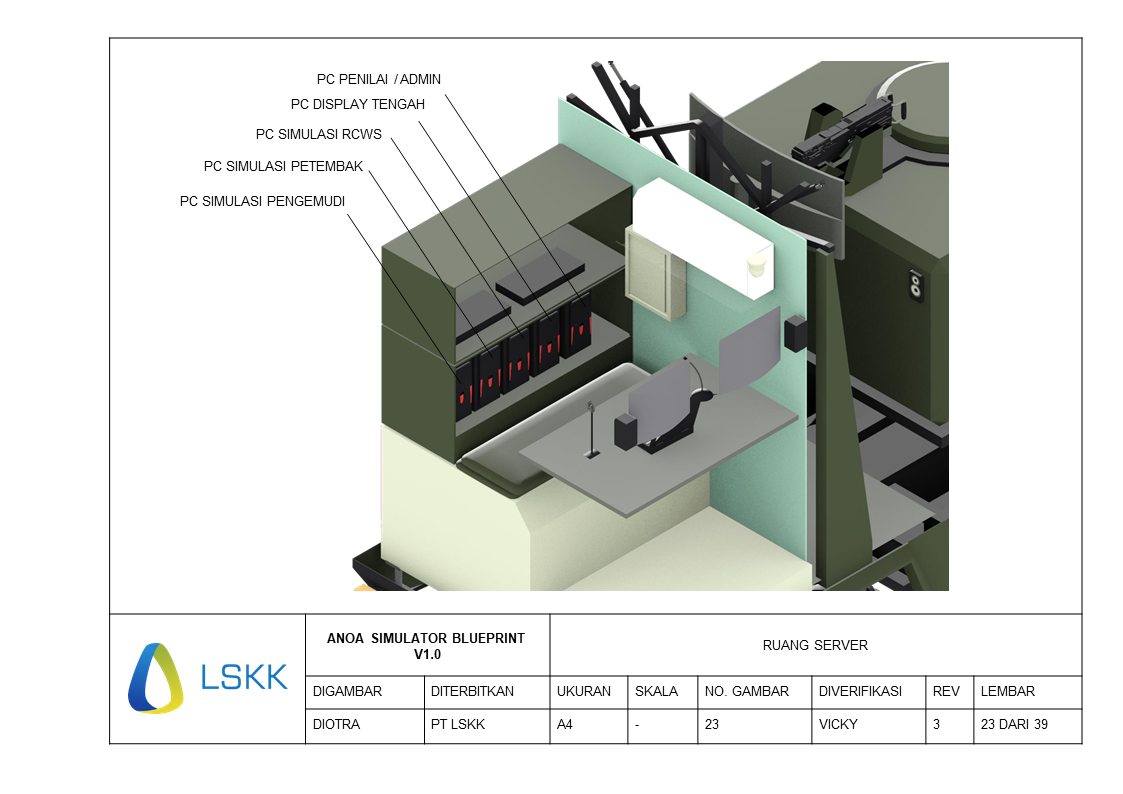 PC PENILAI / ADMIN
PC DISPLAY TENGAH
PC SIMULASI RCWS
PC SIMULASI PETEMBAK
PC SIMULASI PENGEMUDI
LSKK
ANOA SIMULATOR BLUEPRINT
V1.0
RUANG SERVER
DIGAMBAR DITERBITKAN UKURAN SKALA NO. GAMBAR DIVERIFIKASI REV LEMBAR
DIOTRA PT LSKK A4 - 23 VICKY 3 23 DARI 39